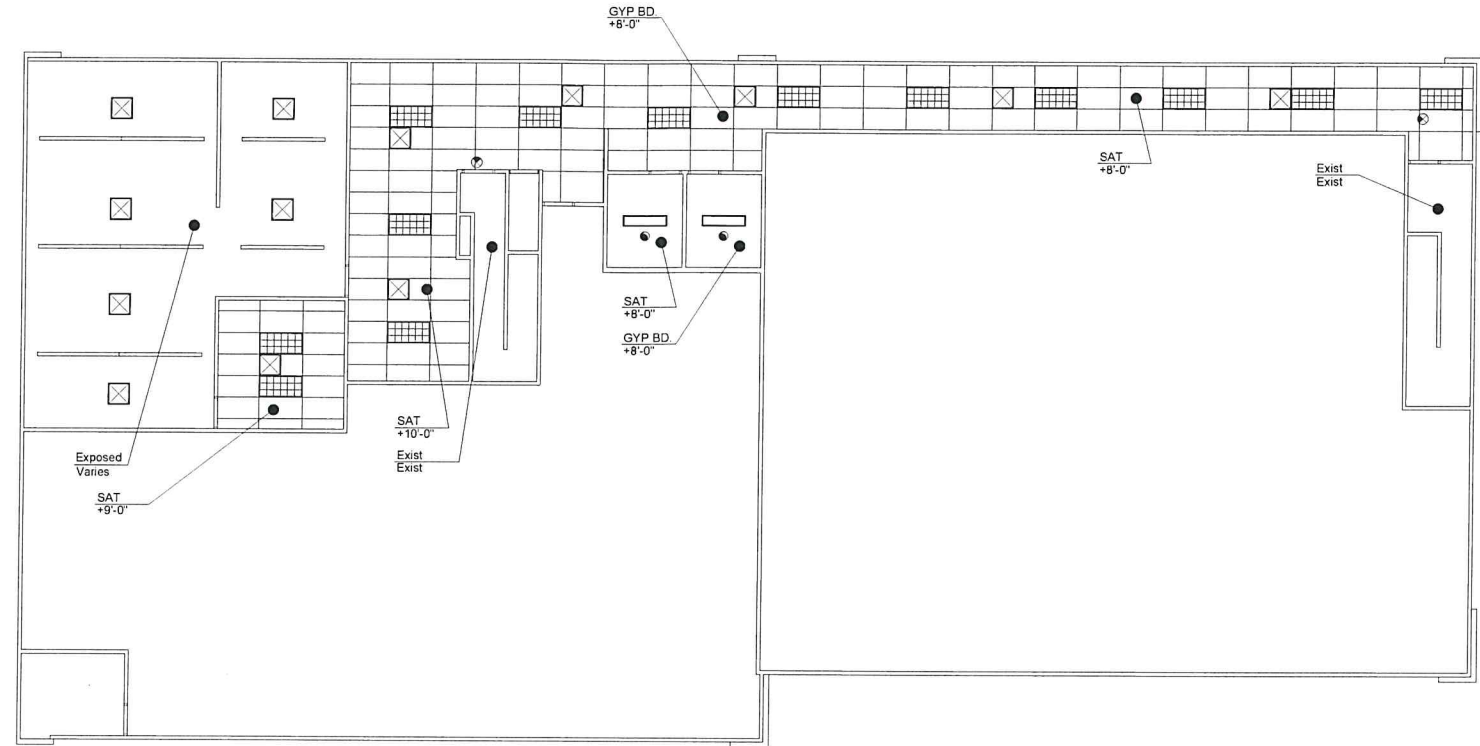 GYP BD.
+8'-0"
SAT
+8'-0"
Exist
Exist
SAT
+8'-0"
GYP BD.
+8'-0"
SAT
+10'-0"
Exist
Exist
Exposed
Varies
SAT
+9'-0"